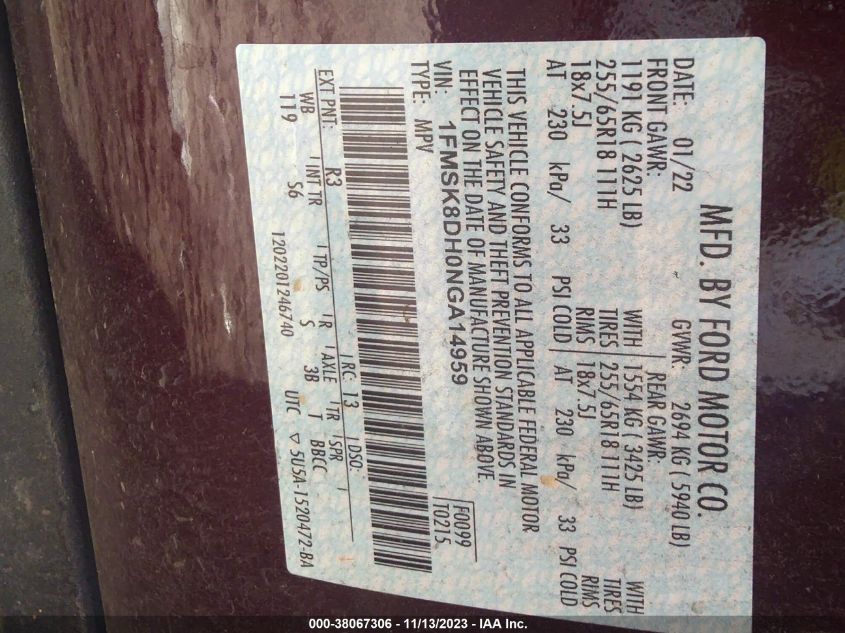 MFD. BY FORD MOTOR CO.
DATE: 01/22 GVWR: 2694 KG ( 5940 LB)
FRONT GAWR: REAR GAWR:
1191 KG ( 2625 LB) WITH 1554 KG ( 3425 LB) WITH
255/65R18 111H TIRES 255/65R18 111H TIRES
18x7.5J RIMS 18x7.5J RIMS
AT 230 kPa/ 33 PSI COLD AT 230 kPa/ 33 PSI COLD
THIS VEHICLE CONFORMS TO ALL APPLICABLE FEDERAL MOTOR
VEHICLE SAFETY AND THEFT PREVENTION STANDARDS IN
EFFECT ON THE DATE OF MANUFACTURE SHOWN ABOVE.
VIN: 1FMSK8DH0NGA14959
TYPE: MPV
F0099
T0215
EXT PNT: R3 RC: 13 DSO:
WB INT TR TP/PS R AXLE TR SPR
119 S6 S 3B T BBCC
1202201246740 UTC ▽ 5U5A-1520472-BA
000-38067306 - 11/13/2023 - IAA Inc.